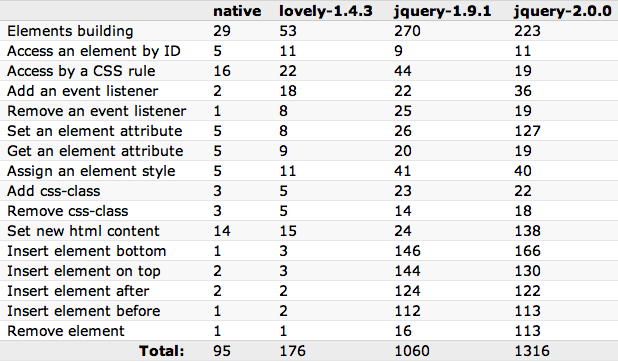 native lovely-1.4.3 jquery-1.9.1 jquery-2.0.0
Elements building 29 53 270 223
Access an element by ID 5 11 9 11
Access by a CSS rule 16 22 44 19
Add an event listener 2 18 22 36
Remove an event listener 1 8 25 19
Set an element attribute 5 8 26 127
Get an element attribute 5 9 20 19
Assign an element style 5 11 41 40
Add css-class 3 5 23 22
Remove css-class 3 5 14 18
Set new html content 14 15 24 138
Insert element bottom 1 3 146 166
Insert element on top 2 3 144 130
Insert element after 2 2 124 122
Insert element before 1 2 112 113
Remove element 1 1 16 113
Total: 95 176 1060 1316